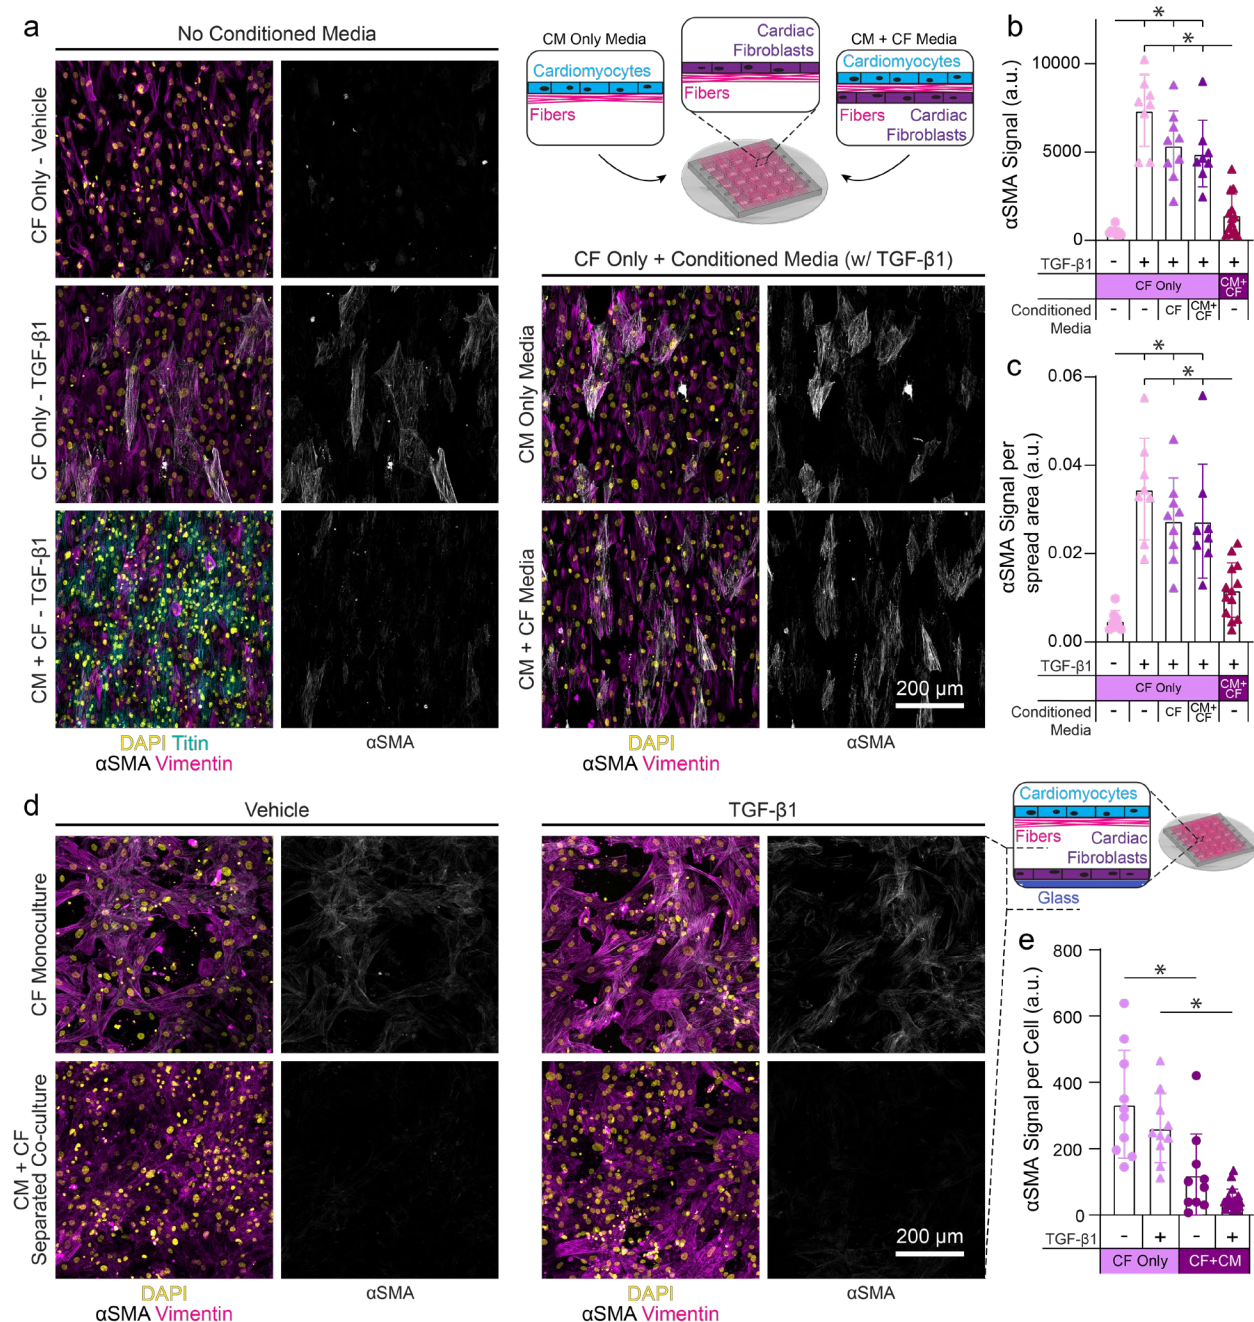 a
No Conditioned Media
CF Only - Vehicle
CF Only - TGF-β1
CM + CF - TGF-β1
DAPI Titin
αSMA Vimentin
αSMA
CM Only Media
Cardiomyocytes
Fibers
Cardiac
Fibroblasts
Fibers
CM + CF Media
Cardiomyocytes
Fibers
Cardiac
Fibroblasts
CF Only + Conditioned Media (w/ TGF-β1)
CM Only Media
CM + CF Media
200 µm
DAPI
αSMA Vimentin
αSMA
b
αSMA Signal (a.u.)
10000
5000
0
*
*
TGF-β1
- + + + +
CF Only
CM+
CF
Conditioned
Media
- - CF CM+
CF -
c
αSMA Signal per
spread area (a.u.)
0.06
0.04
0.02
0.00
*
*
TGF-β1
- + + + +
CF Only
CM+
CF
Conditioned
Media
- - CF CM+
CF -
d
Vehicle
TGF-β1
CF Monoculture
CM + CF
Separated Co-culture
200 µm
DAPI
αSMA Vimentin
αSMA
DAPI
αSMA Vimentin
αSMA
Cardiomyocytes
Fibers
Cardiac
Fibroblasts
Glass
e
αSMA Signal per Cell (a.u.)
800
600
400
200
0
*
*
TGF-β1
- + - +
CF Only
CF+CM